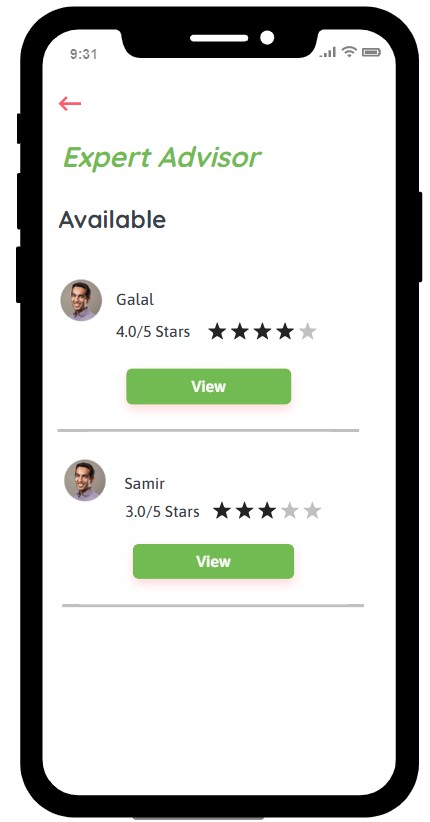 9:31
Expert Advisor
Available
Galal
4.0/5 Stars
View
Samir
3.0/5 Stars
View